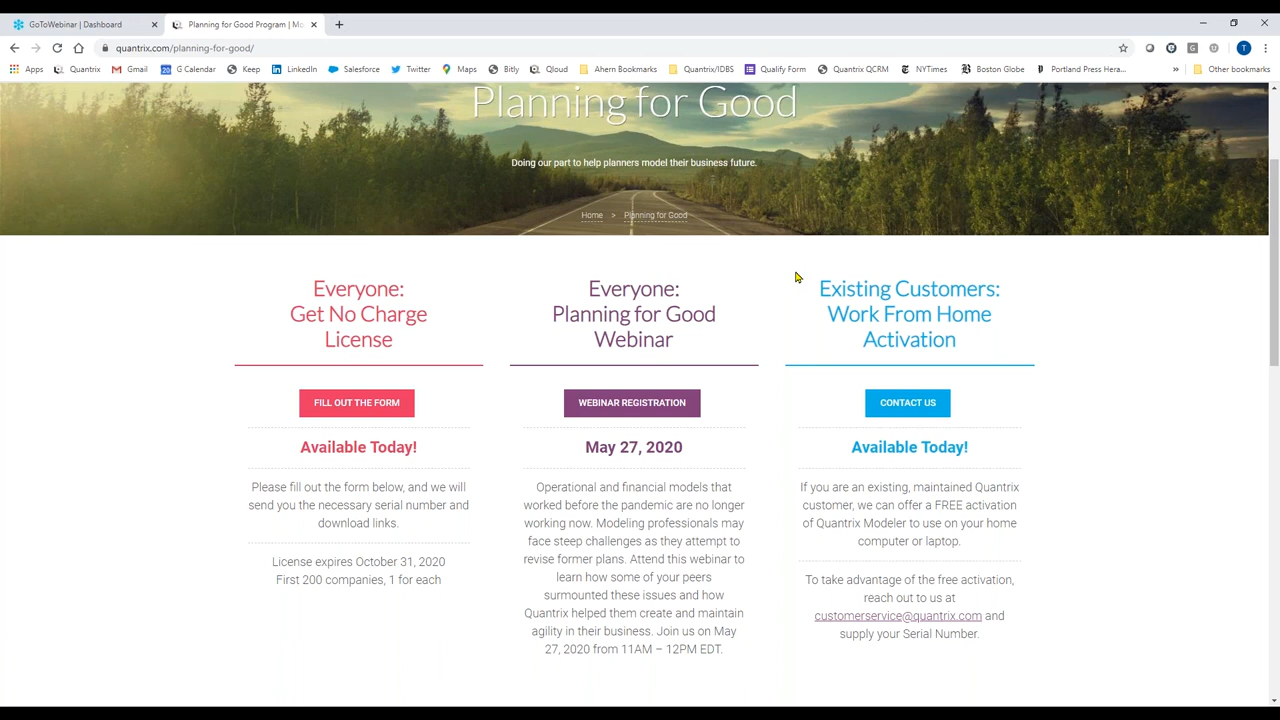 GoToWebinar | Dashboard
Planning for Good Program | Mo
quantrix.com/planning-for-good/
T
Apps Quantrix Gmail G Calendar Keep LinkedIn Salesforce Twitter Maps Bitly Qloud Ahern Bookmarks Quantrix/IDBS Qualify Form Quantrix QCRM NYTimes Boston Globe Portland Press Hera... » Other bookmarks
Planning for Good
Doing our part to help planners model their business future.
Home > Planning for Good
Everyone:
Get No Charge
License
FILL OUT THE FORM
Available Today!
Please fill out the form below, and we will
send you the necessary serial number and
download links.
License expires October 31, 2020
First 200 companies, 1 for each
Everyone:
Planning for Good
Webinar
WEBINAR REGISTRATION
May 27, 2020
Operational and financial models that
worked before the pandemic are no longer
working now. Modeling professionals may
face steep challenges as they attempt to
revise former plans. Attend this webinar to
learn how some of your peers
surmounted these issues and how
Quantrix helped them create and maintain
agility in their business. Join us on May
27, 2020 from 11AM – 12PM EDT.
Existing Customers:
Work From Home
Activation
CONTACT US
Available Today!
If you are an existing, maintained Quantrix
customer, we can offer a FREE activation
of Quantrix Modeler to use on your home
computer or laptop.
To take advantage of the free activation,
reach out to us at
customerservice@quantrix.com and
supply your Serial Number.